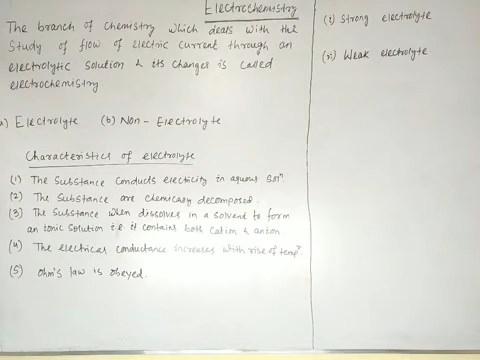 Electrochemistry
The branch of chemistry which deals with the
study of flow of electric current through an
electrolytic solution & its changes is called
electrochemistry
a) Electrolyte (b) Non-Electrolyte
Characteristics of electrolyte
(1) The substance conducts electicity in aquous soln
(2) The substance are chemicaly decomposed.
(3) The substance when dissolves in a solvent to form
an ionic solution i.e it contains both cation & anion.
(4) The electrical conductance increases with rise of temp.
(5) Ohm's law is obeyed.
(i) Strong electrolyte
(ii) Weak electrolyte